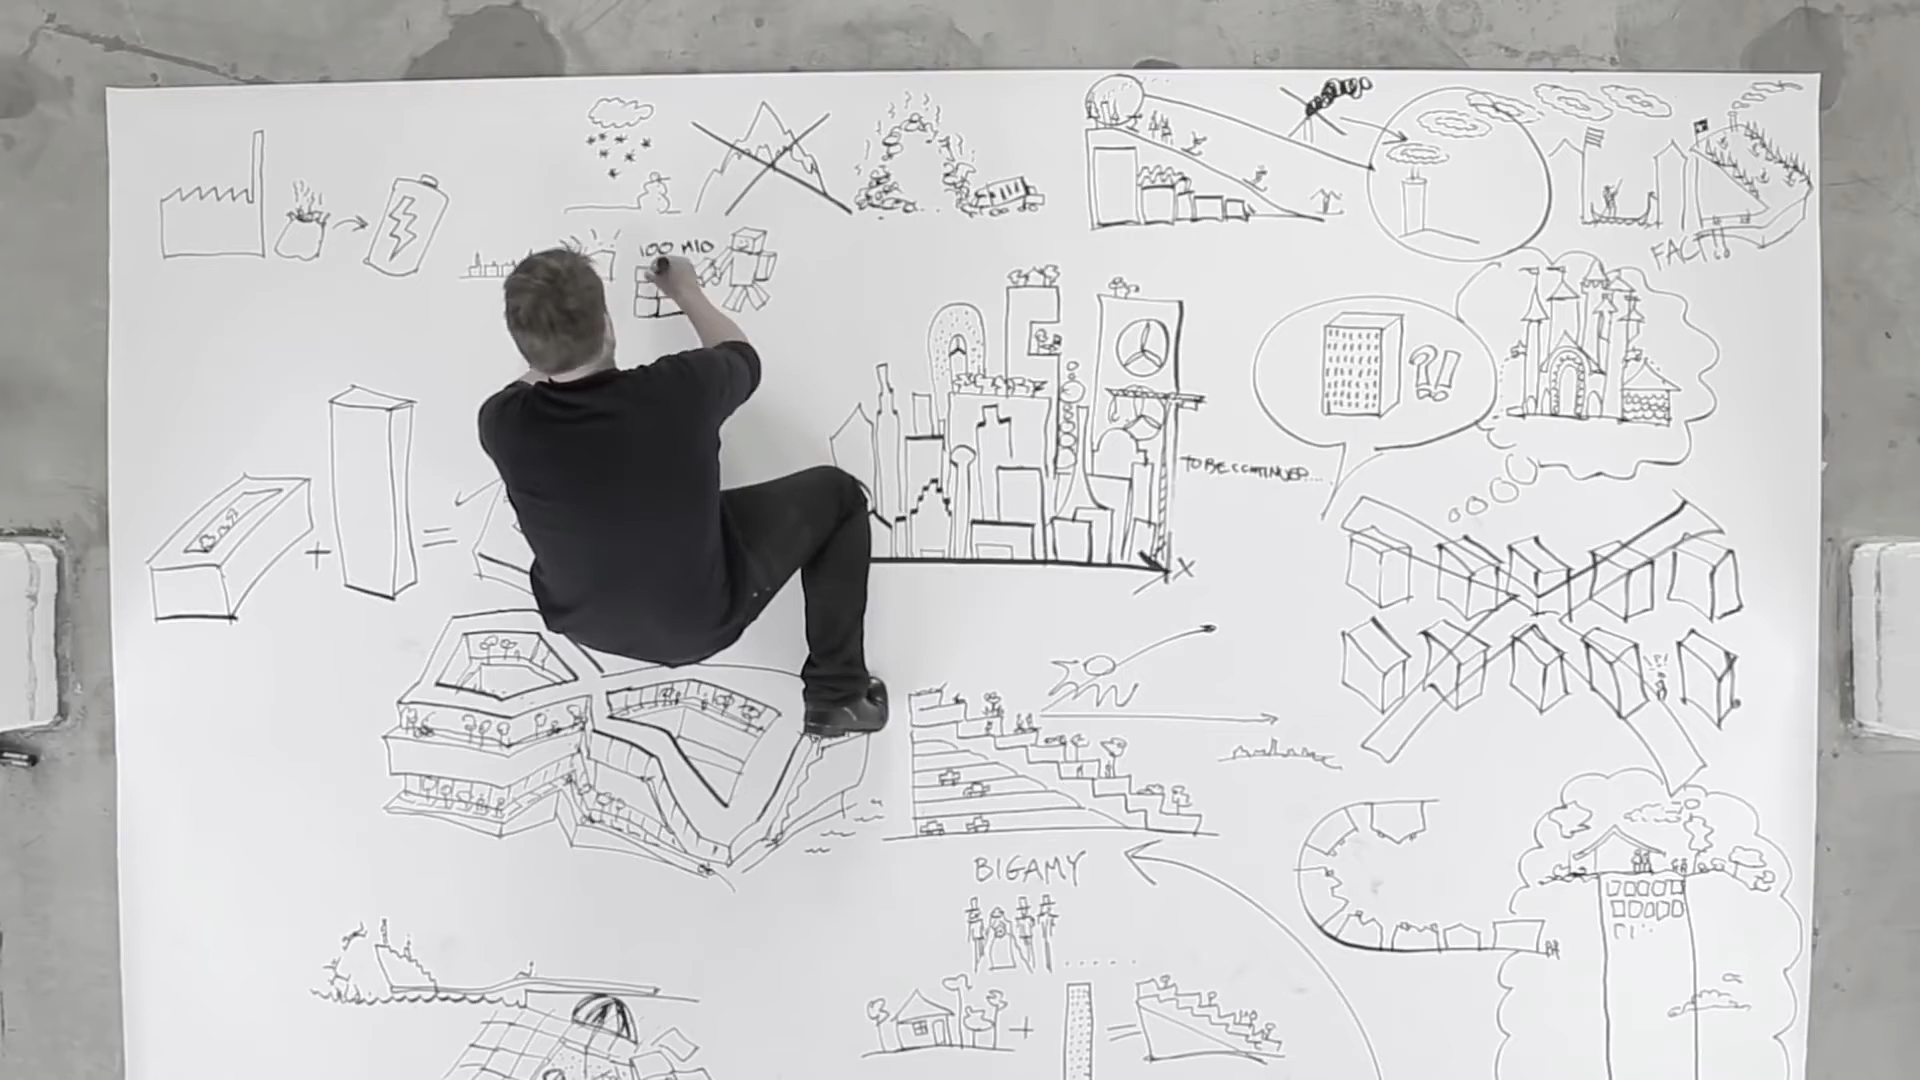 100 MIO
FACT!!
?!
TO BE CONTINUED....
X
BIGAMY